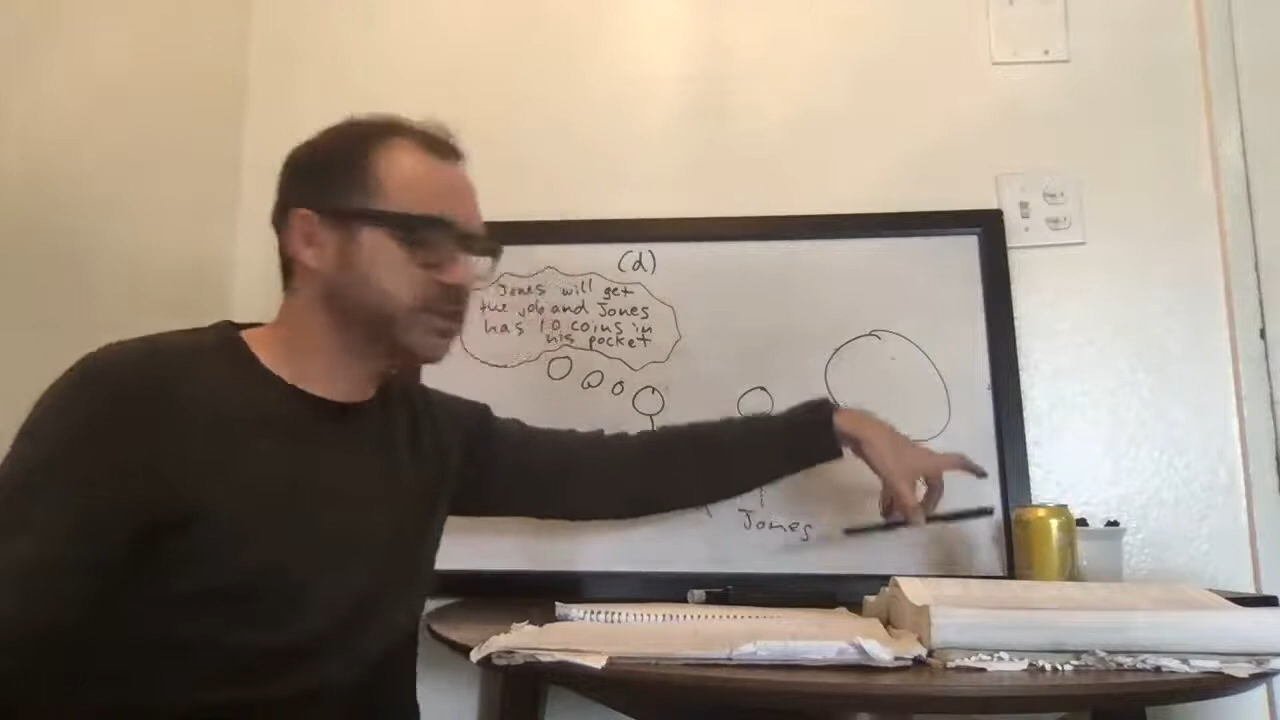 (d)
Jones will get
the job and Jones
has 10 coins in
his pocket
Jones